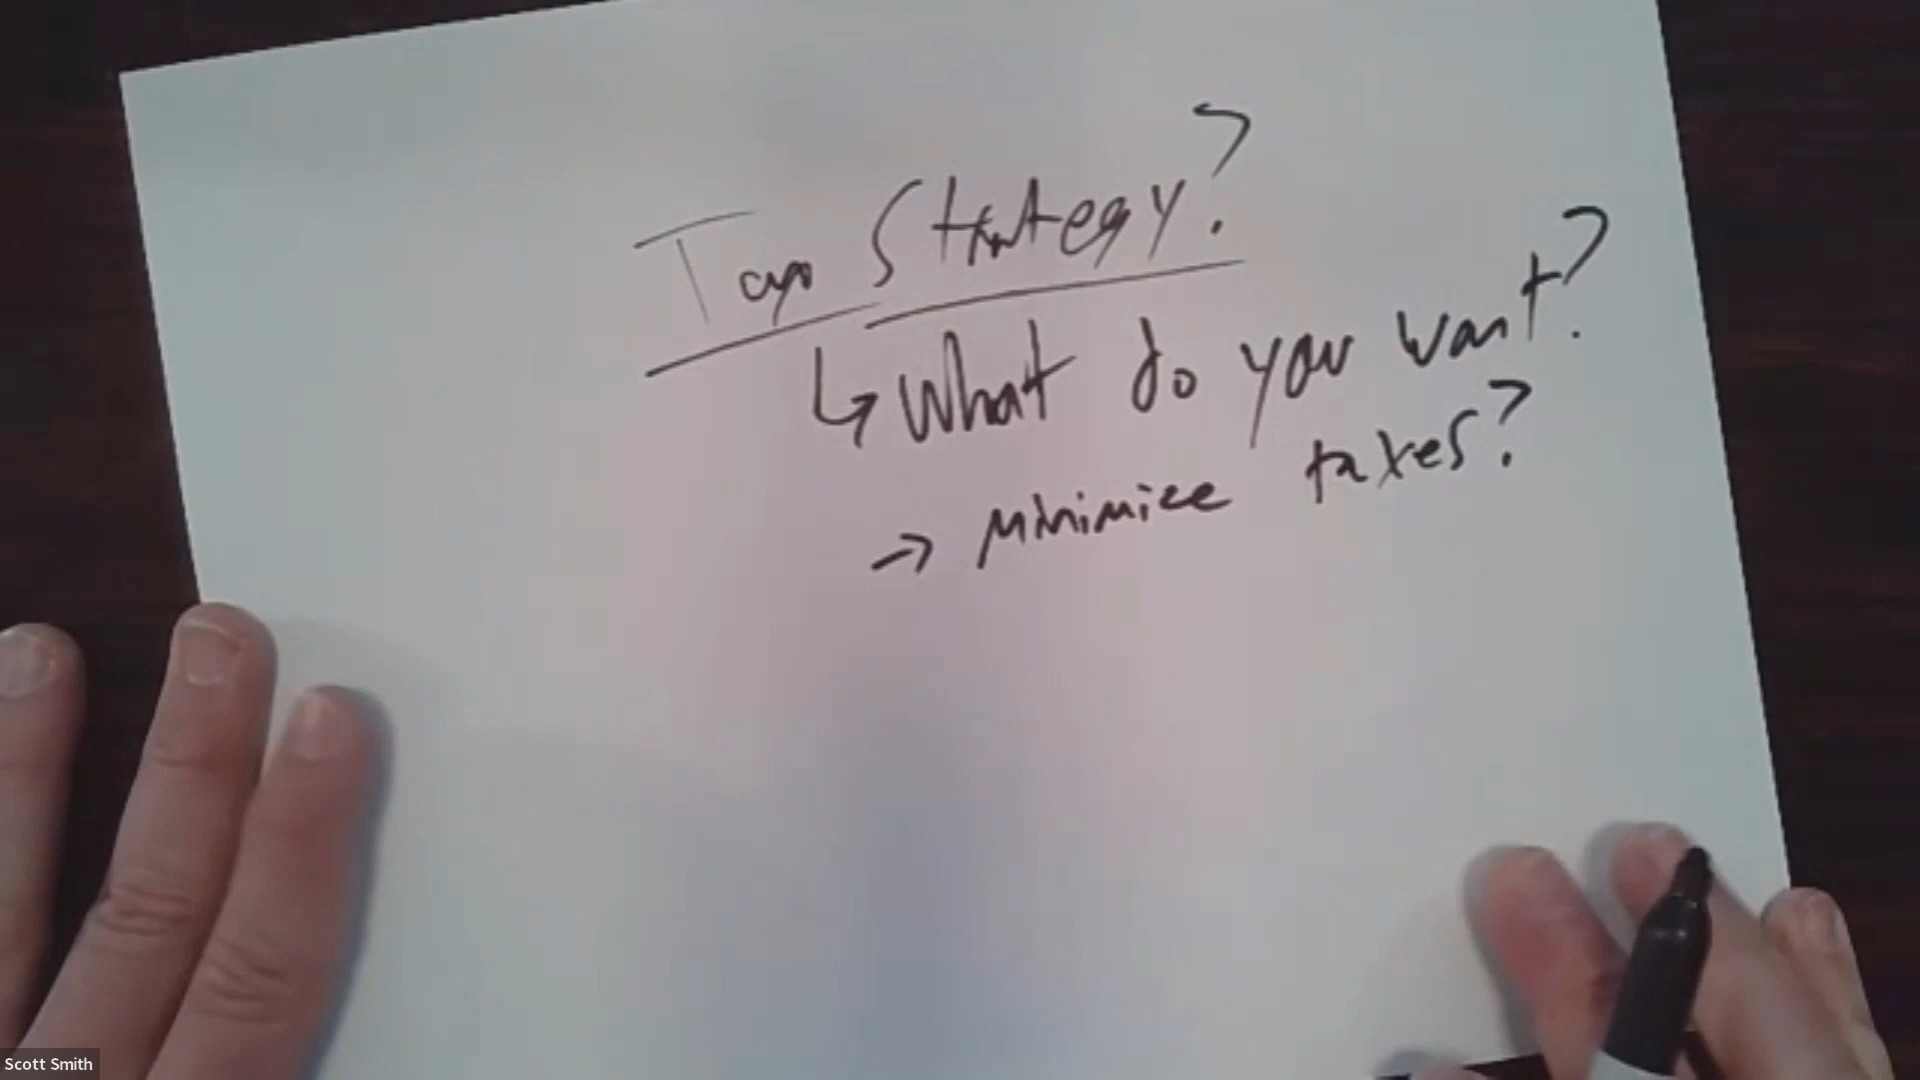 Tax Strategy?
↳ What do you want?
→ Minimize taxes?
Scott Smith